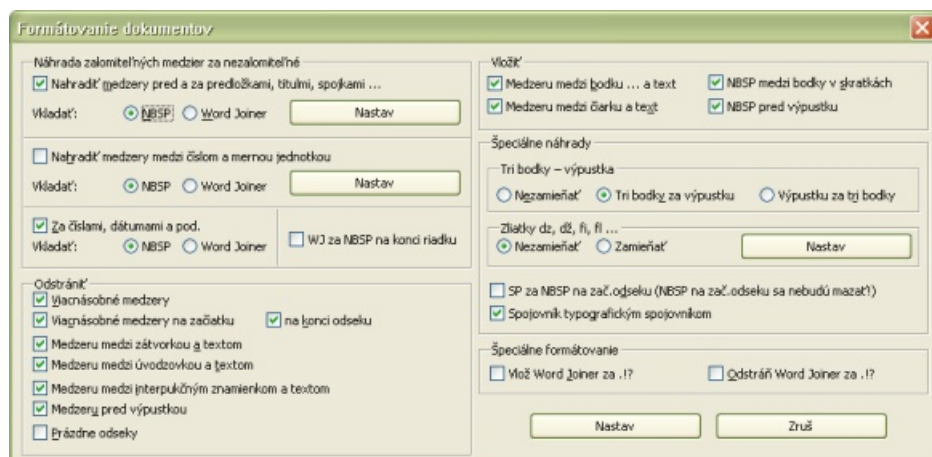 Formátovanie dokumentov
Náhrada zalomiteľných medzier za nezalomiteľné
Nahradiť medzery pred a za predložkami, titulmi, spojkami ...
Vkladať: NBSP Word Joiner Nastav
Nahradiť medzery medzi číslom a mernou jednotkou
Vkladať: NBSP Word Joiner Nastav
Za číslami, dátumami a pod.
Vkladať: NBSP Word Joiner
WJ za NBSP na konci riadku
Odstrániť
Viacnásobné medzery
Viacnásobné medzery na začiatku na konci odseku
Medzeru medzi zátvorkou a textom
Medzeru medzi úvodzovkou a textom
Medzeru medzi interpukčným znamienkom a textom
Medzery pred výpustkou
Prázdne odseky
Vložiť
Medzeru medzi bodku ... a text NBSP medzi bodky v skratkách
Medzeru medzi čiarku a text NBSP pred výpustku
Špeciálne náhrady
Tri bodky – výpustka
Nezamieňať Tri bodky za výpustku Výpustku za tri bodky
Zliatky dz, dž, fi, fl ...
Nezamieňať Zamieňať Nastav
SP za NBSP na zač.odseku (NBSP na zač.odseku sa nebudú mazať!)
Spojovník typografickým spojovníkom
Špeciálne formátovanie
Vlož Word Joiner za .!? Odstráň Word Joiner za .!?
Nastav Zruš